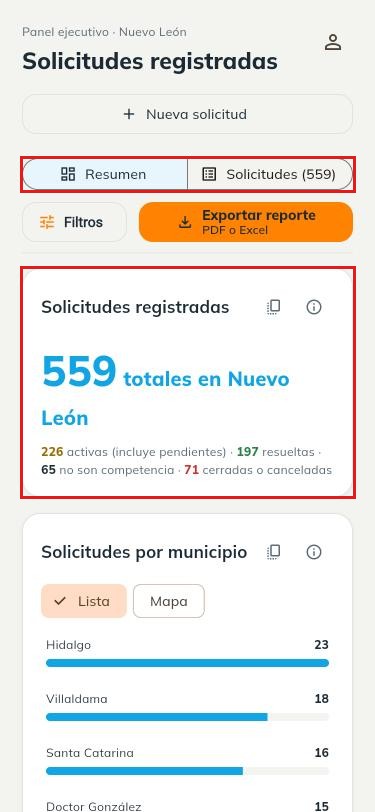 Panel ejecutivo · Nuevo León
Solicitudes registradas
Nueva solicitud
Resumen
Solicitudes (559)
Filtros
Exportar reporte
PDF o Excel
Solicitudes registradas
559 totales en Nuevo
León
226 activas (incluye pendientes) · 197 resueltas ·
65 no son competencia · 71 cerradas o canceladas
Solicitudes por municipio
Lista
Mapa
Hidalgo 23
Villaldama 18
Santa Catarina 16
Doctor González 15